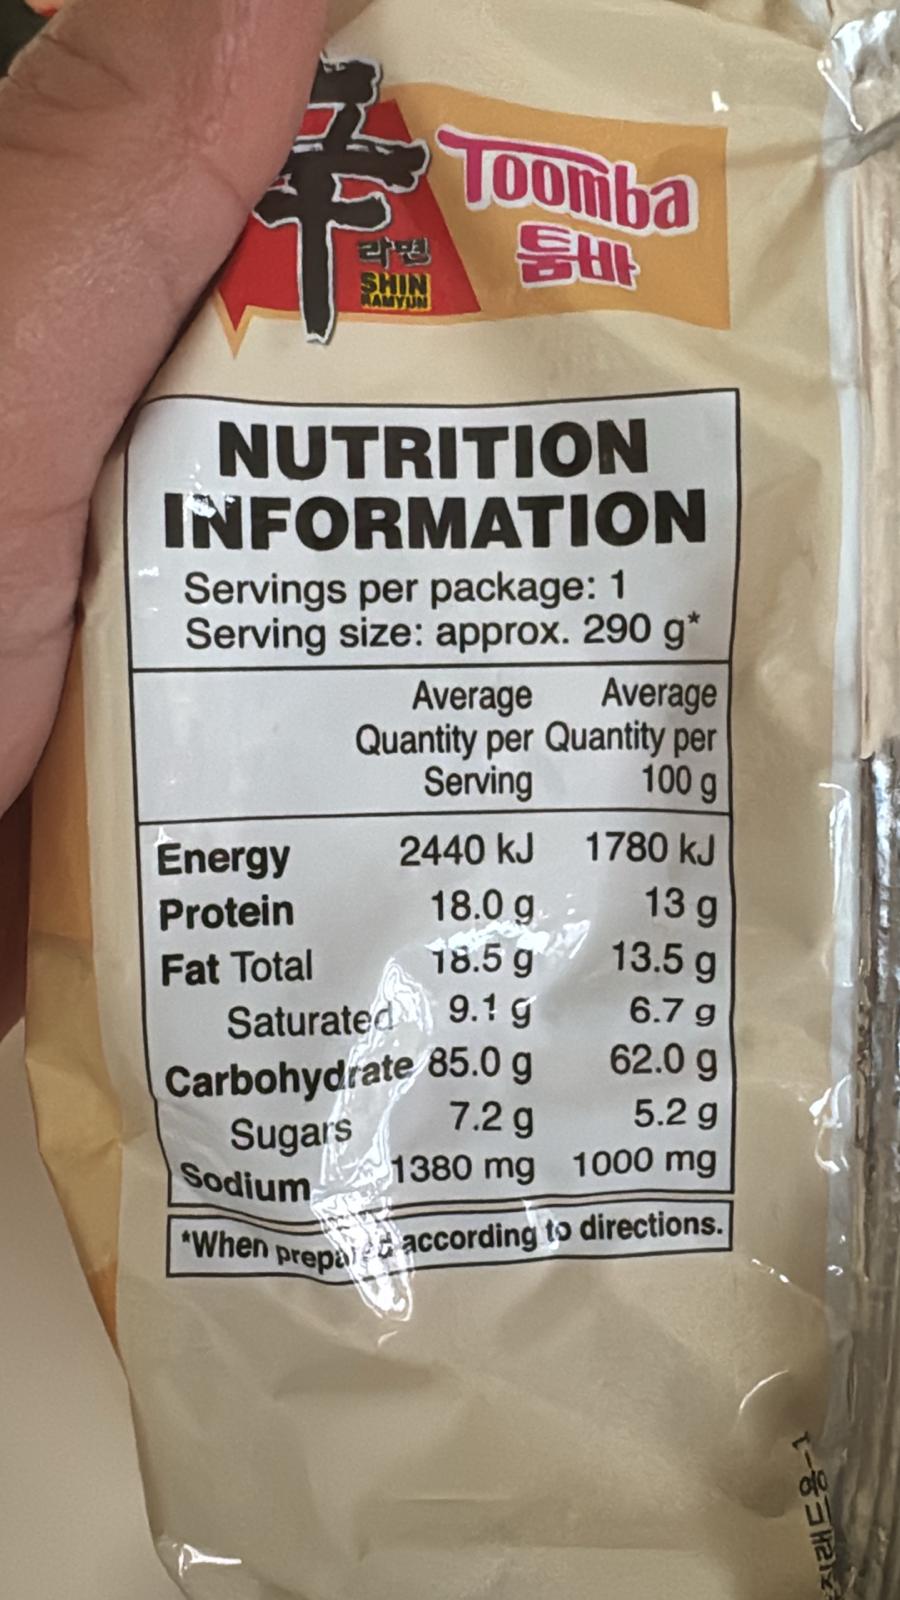 辛
라면
SHIN
RAMYUN
Toomba
툼바
NUTRITION
INFORMATION
Servings per package: 1
Serving size: approx. 290 g*
Average Average
Quantity per Quantity per
Serving 100 g
Energy 2440 kJ 1780 kJ
Protein 18.0 g 13 g
Fat Total 18.5 g 13.5 g
Saturated 9.1 g 6.7 g
Carbohydrate 85.0 g 62.0 g
Sugars 7.2 g 5.2 g
Sodium 1380 mg 1000 mg
*When prepared according to directions.